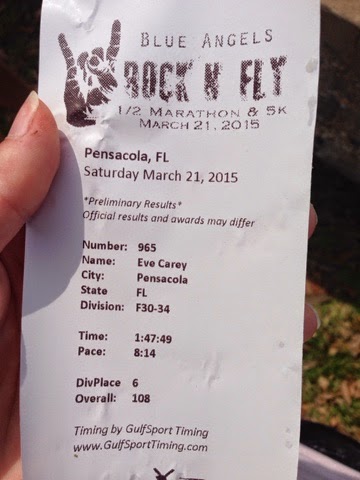 BLUE ANGELS
ROCK N' FLY
1/2 MARATHON & 5K
MARCH 21, 2015
Pensacola, FL
Saturday March 21, 2015
*Preliminary Results*
Official results and awards may differ
Number: 965
Name: Eve Carey
City: Pensacola
State FL
Division: F30-34
Time: 1:47:49
Pace: 8:14
DivPlace 6
Overall: 108
Timing by GulfSport Timing
www.GulfSportTiming.com